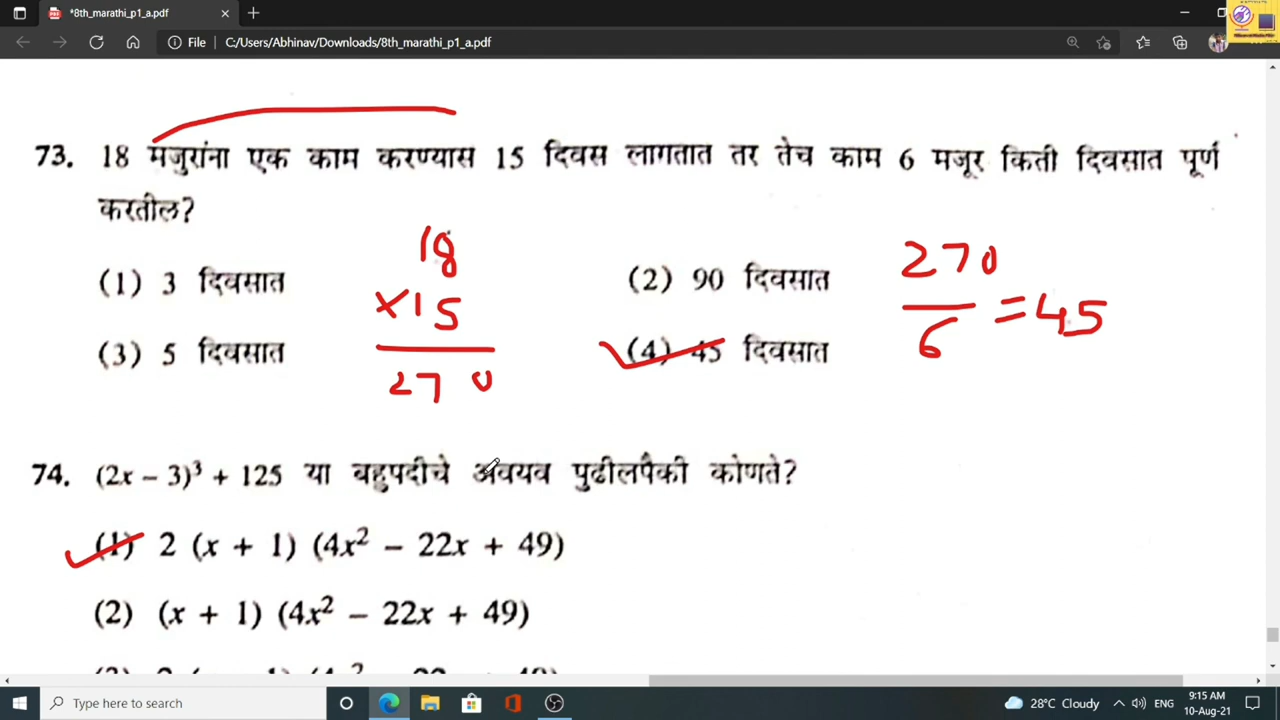 *8th_marathi_p1_a.pdf
File C:/Users/Abhinav/Downloads/8th_marathi_p1_a.pdf
73. 18 मजुरांना एक काम करण्यास 15 दिवस लागतात तर तेच काम 6 मजूर किती दिवसात पूर्ण
करतील?
(1) 3 दिवसात
(2) 90 दिवसात
(3) 5 दिवसात
(4) 45 दिवसात
18
×15
270
270
6
=45
74. (2x – 3)³ + 125 या बहुपदीचे अवयव पुढीलपैकी कोणते?
(1) 2 (x + 1) (4x² – 22x + 49)
(2) (x + 1) (4x² – 22x + 49)
Type here to search
28°C Cloudy
ENG
9:15 AM
10-Aug-21